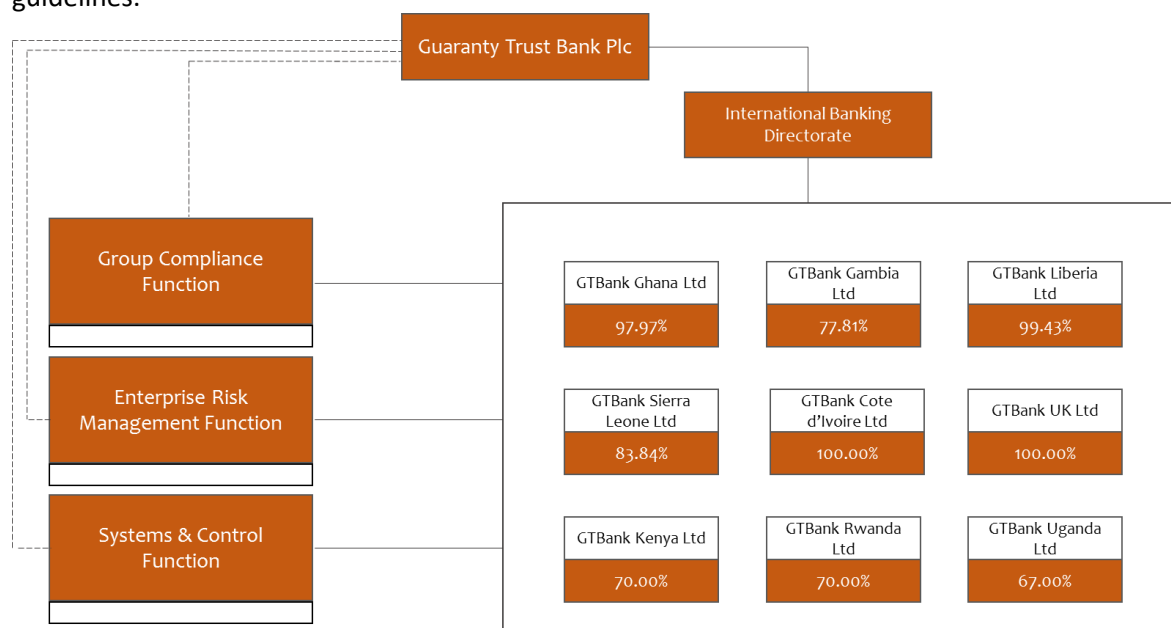 guidelines.
Guaranty Trust Bank Plc
International Banking
Directorate
Group Compliance
Function
GTBank Ghana Ltd
97.97%
GTBank Gambia
Ltd
77.81%
GTBank Liberia
Ltd
99.43%
Enterprise Risk
Management Function
GTBank Sierra
Leone Ltd
83.84%
GTBank Cote
d'Ivoire Ltd
100.00%
GTBank UK Ltd
100.00%
Systems & Control
Function
GTBank Kenya Ltd
70.00%
GTBank Rwanda
Ltd
70.00%
GTBank Uganda
Ltd
67.00%